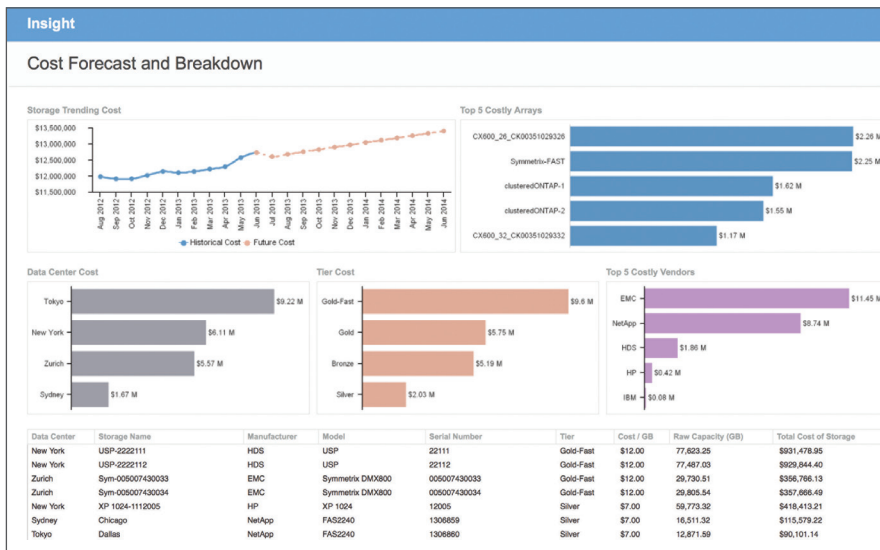 Insight
Cost Forecast and Breakdown
Storage Trending Cost
$13,500,000
$13,000,000
$12,500,000
$12,000,000
$11,500,000
Aug 2012
Sep 2012
Oct 2012
Nov 2012
Dec 2012
Jan 2013
Feb 2013
Mar 2013
Apr 2013
May 2013
Jun 2013
Jul 2013
Aug 2013
Sep 2013
Oct 2013
Nov 2013
Dec 2013
Jan 2014
Feb 2014
Mar 2014
Apr 2014
May 2014
Jun 2014
Historical Cost Future Cost
Top 5 Costly Arrays
CX600_26_CK00351029326 $2.26 M
Symmetrix-FAST $2.25 M
clusteredONTAP-1 $1.62 M
clusteredONTAP-2 $1.55 M
CX600_32_CK00351029332 $1.17 M
Data Center Cost
Tokyo $9.22 M
New York $6.11 M
Zurich $5.57 M
Sydney $1.67 M
Tier Cost
Gold-Fast $9.6 M
Gold $5.75 M
Bronze $5.19 M
Silver $2.03 M
Top 5 Costly Vendors
EMC $11.45 M
NetApp $8.74 M
HDS $1.86 M
HP $0.42 M
IBM $0.08 M
Data Center Storage Name Manufacturer Model Serial Number Tier Cost / GB Raw Capacity (GB) Total Cost of Storage
New York USP-2222111 HDS USP 22111 Gold-Fast $12.00 77,623.25 $931,478.95
New York USP-2222112 HDS USP 22112 Gold-Fast $12.00 77,487.03 $929,844.40
Zurich Sym-005007430033 EMC Symmetrix DMX800 005007430033 Gold-Fast $12.00 29,730.51 $356,766.13
Zurich Sym-005007430034 EMC Symmetrix DMX800 005007430034 Gold-Fast $12.00 29,805.54 $357,666.49
New York XP 1024-1112005 HP XP 1024 12005 Silver $7.00 59,773.32 $418,413.21
Sydney Chicago NetApp FAS2240 1306859 Silver $7.00 16,511.32 $115,579.22
Tokyo Dallas NetApp FAS2240 1306860 Silver $7.00 12,871.59 $90,101.14